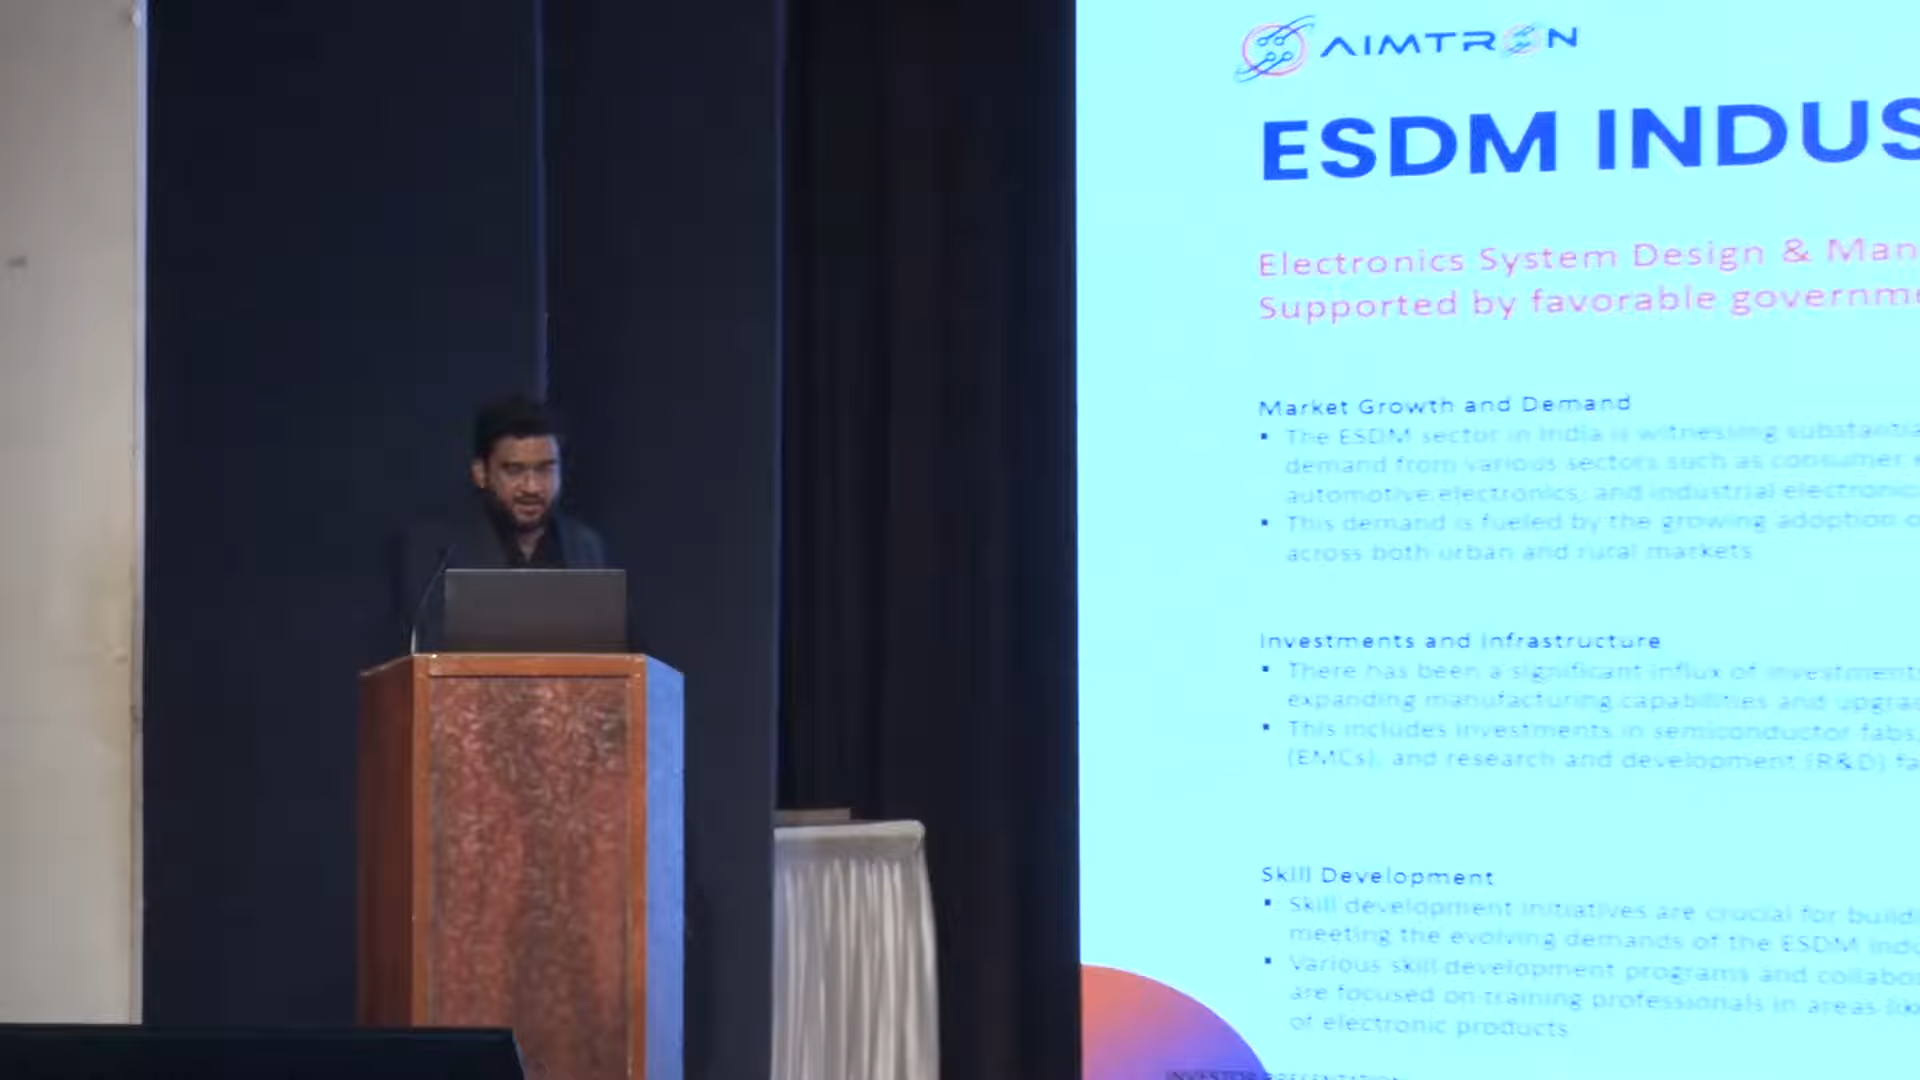 AIMTRON
ESDM INDUS
Electronics System Design & Man
Supported by favorable governme
Market Growth and Demand
▪ The ESDM sector in India is witnessing substantia
demand from various sectors such as consumer e
automotive electronics, and industrial electronic
▪ This demand is fueled by the growing adoption o
across both urban and rural markets
Investments and Infrastructure
▪ There has been a significant influx of investments
expanding manufacturing capabilities and upgra
▪ This includes investments in semiconductor fabs,
(EMCs), and research and development (R&D) fa
Skill Development
▪ Skill development initiatives are crucial for build
meeting the evolving demands of the ESDM indu
▪ Various skill development programs and collabor
are focused on training professionals in areas lik
of electronic products
INVESTOR PRESENTATION